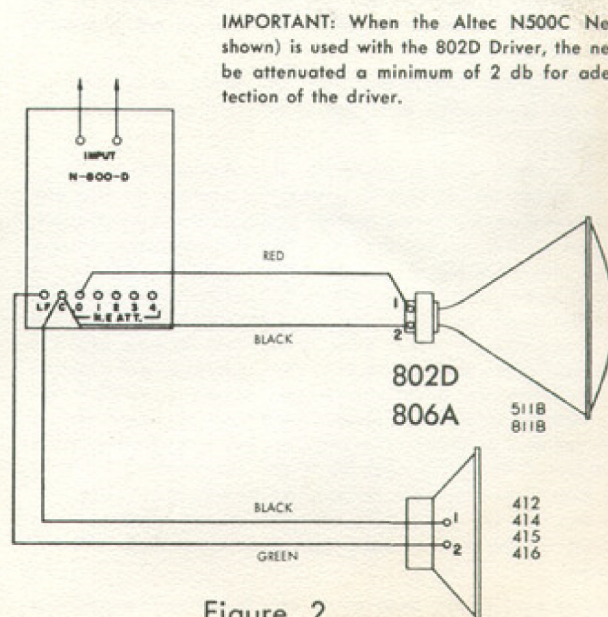 IMPORTANT: When the Altec N500C Ne
shown) is used with the 802D Driver, the ne
be attenuated a minimum of 2 db for ade
tection of the driver.
INPUT
N-800-D
RED
LF C 0 1 2 3 4
H.F. ATT.
1
2
BLACK
802D
806A
511B
811B
BLACK
GREEN
1
2
412
414
415
416
Figure 2